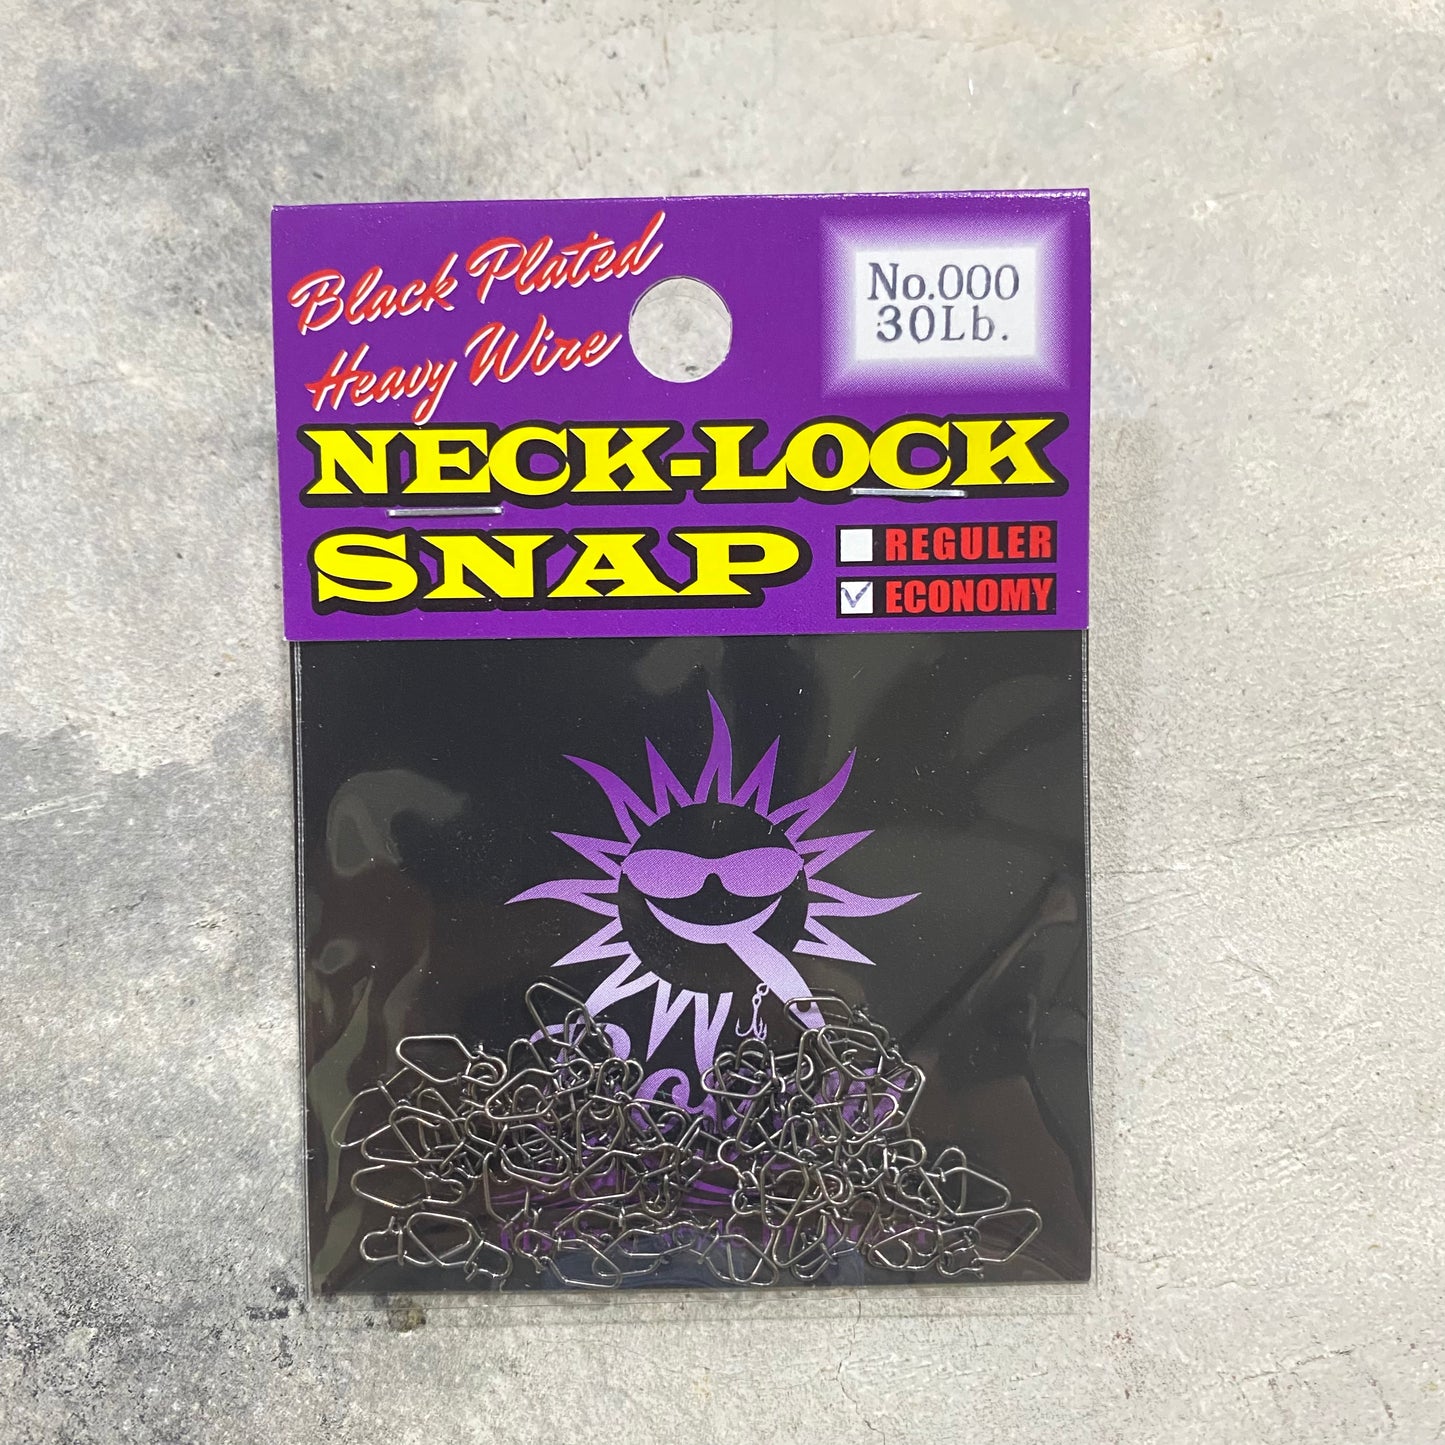 Black Plated
Heavy Wire
No.000
30Lb.
NECK-LOCK
SNAP
REGULER
ECONOMY